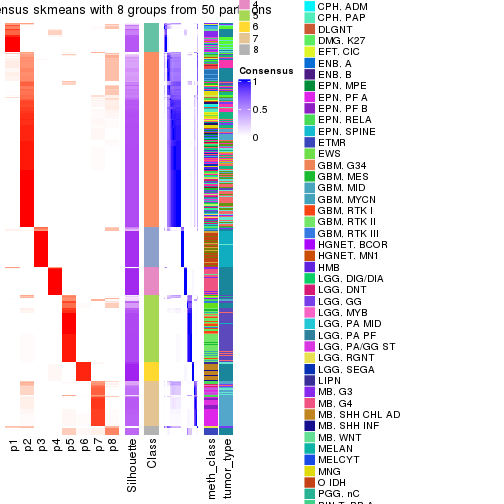 ensus skmeans with 8 groups from 50 partitions
4
5
6
7
8
Consensus
1
0.5
0
p1
p2
p3
p4
p5
p6
p7
p8
Silhouette
Class
meth_class
tumor_type
CPH. ADM
CPH. PAP
DLGNT
DMG. K27
EFT. CIC
ENB. A
ENB. B
EPN. MPE
EPN. PF A
EPN. PF B
EPN. RELA
EPN. SPINE
ETMR
EWS
GBM. G34
GBM. MES
GBM. MID
GBM. MYCN
GBM. RTK I
GBM. RTK II
GBM. RTK III
HGNET. BCOR
HGNET. MN1
HMB
LGG. DIG/DIA
LGG. DNT
LGG. GG
LGG. MYB
LGG. PA MID
LGG. PA PF
LGG. PA/GG ST
LGG. RGNT
LGG. SEGA
LIPN
MB. G3
MB. G4
MB. SHH CHL AD
MB. SHH INF
MB. WNT
MELAN
MELCYT
MNG
O IDH
PGG. nC